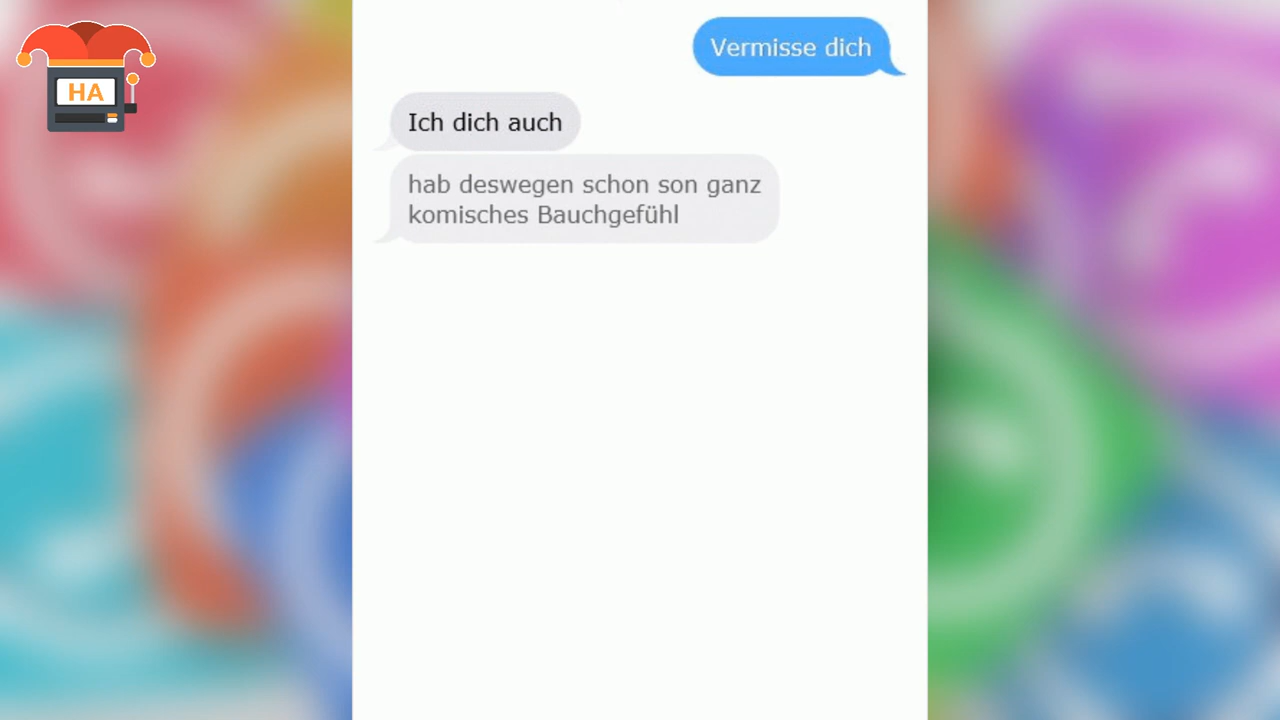 HA
Vermisse dich
Ich dich auch
hab deswegen schon son ganz
komisches Bauchgefühl